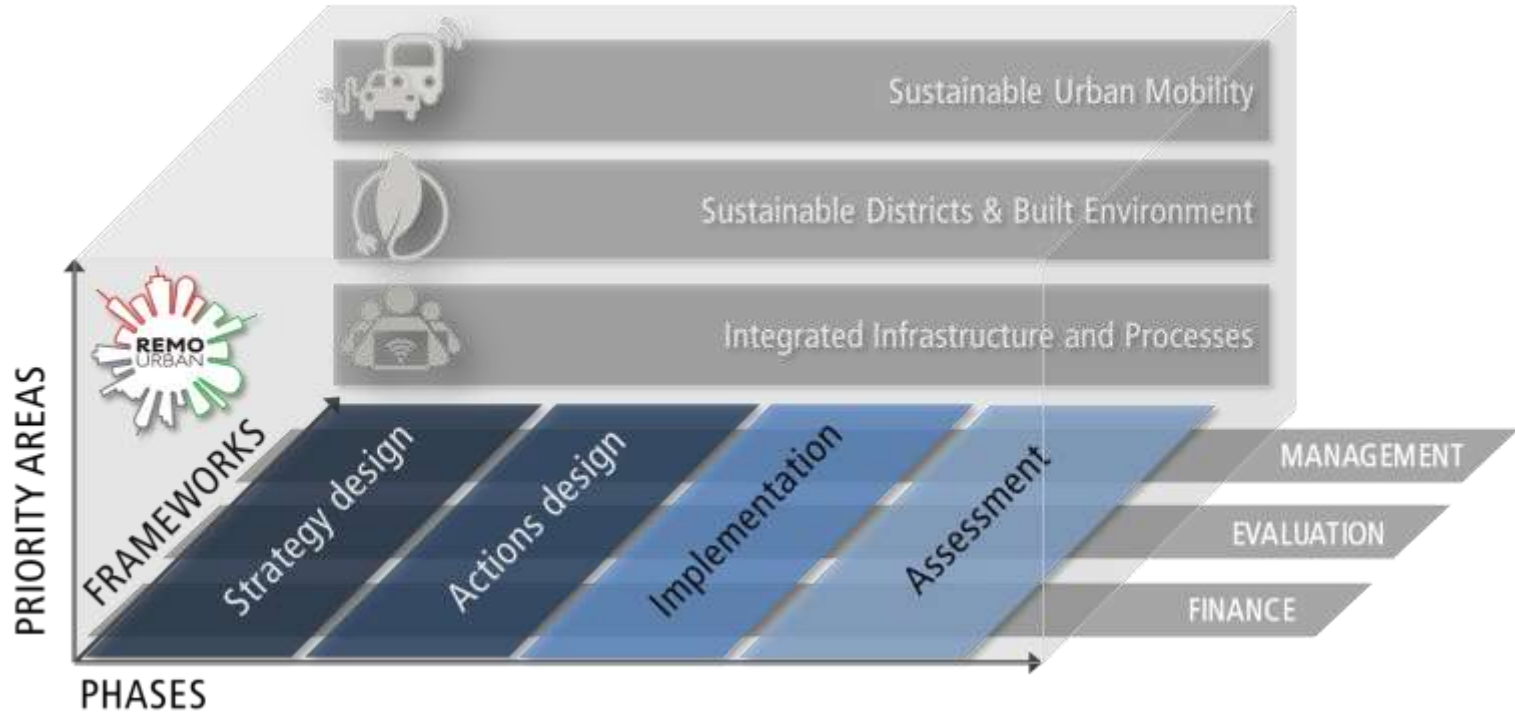 Sustainable Urban Mobility
Sustainable Districts & Built Environment
Integrated Infrastructure and Processes
REMO
URBAN
PRIORITY AREAS
FRAMEWORKS
Strategy design
Actions design
Implementation
Assessment
MANAGEMENT
EVALUATION
FINANCE
PHASES